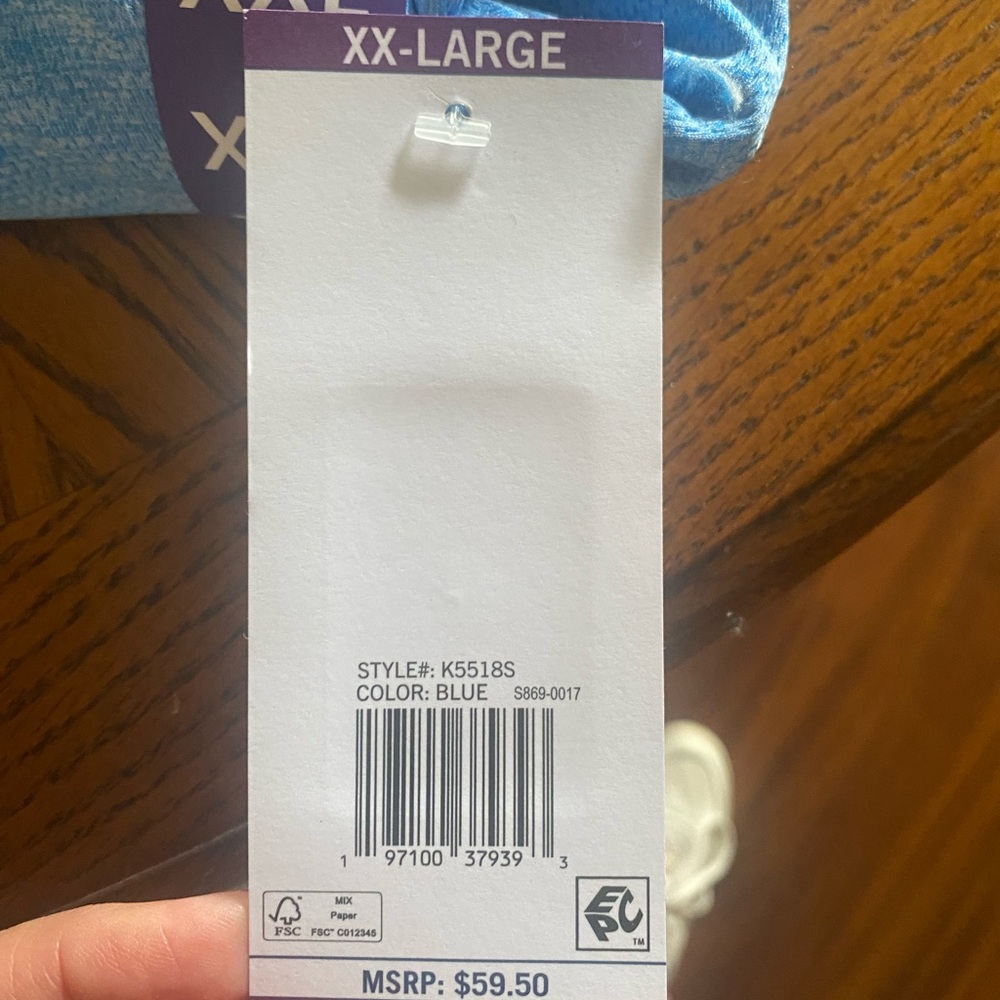 XXL
X
XX-LARGE
STYLE#: K5518S
COLOR: BLUE S869-0017
1 97100 37939 3
MIX
Paper
FSC™ C012345
FSC
EPC
TM
MSRP: $59.50